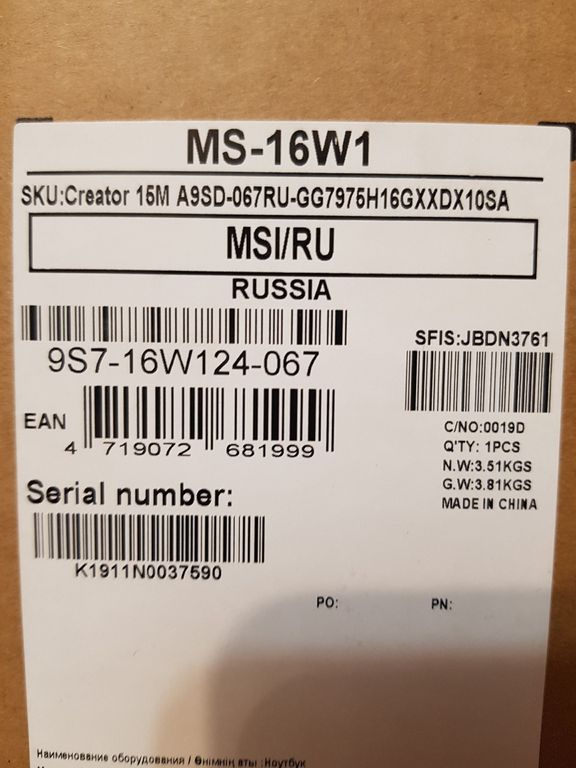 MS-16W1
SKU:Creator 15M A9SD-067RU-GG7975H16GXXDX10SA
MSI/RU
RUSSIA
9S7-16W124-067
SFIS:JBDN3761
EAN
4 719072 681999
C/NO:0019D
Q'TY: 1PCS
N.W:3.51KGS
G.W:3.81KGS
MADE IN CHINA
Serial number:
K1911N0037590
PO:
PN:
Наименование оборудования / Өнімнің аты :Ноутбук